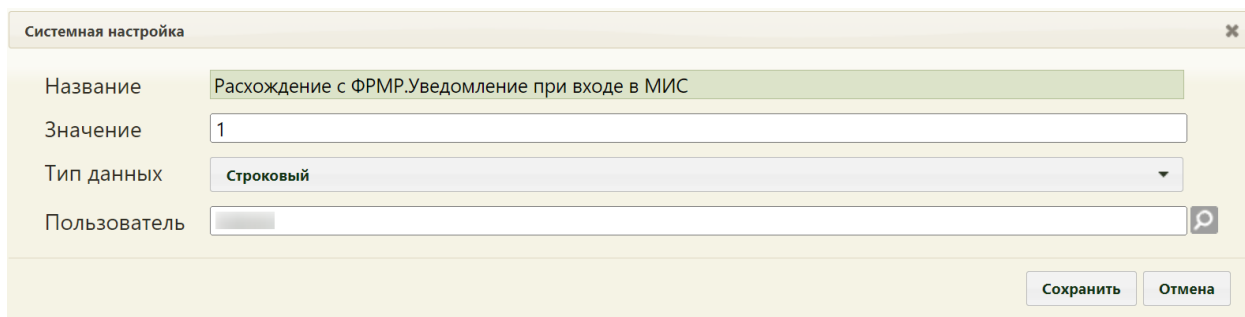 Системная настройка
Название Расхождение с ФРМР.Уведомление при входе в МИС
Значение 1
Тип данных Строковый
Пользователь
Сохранить Отмена